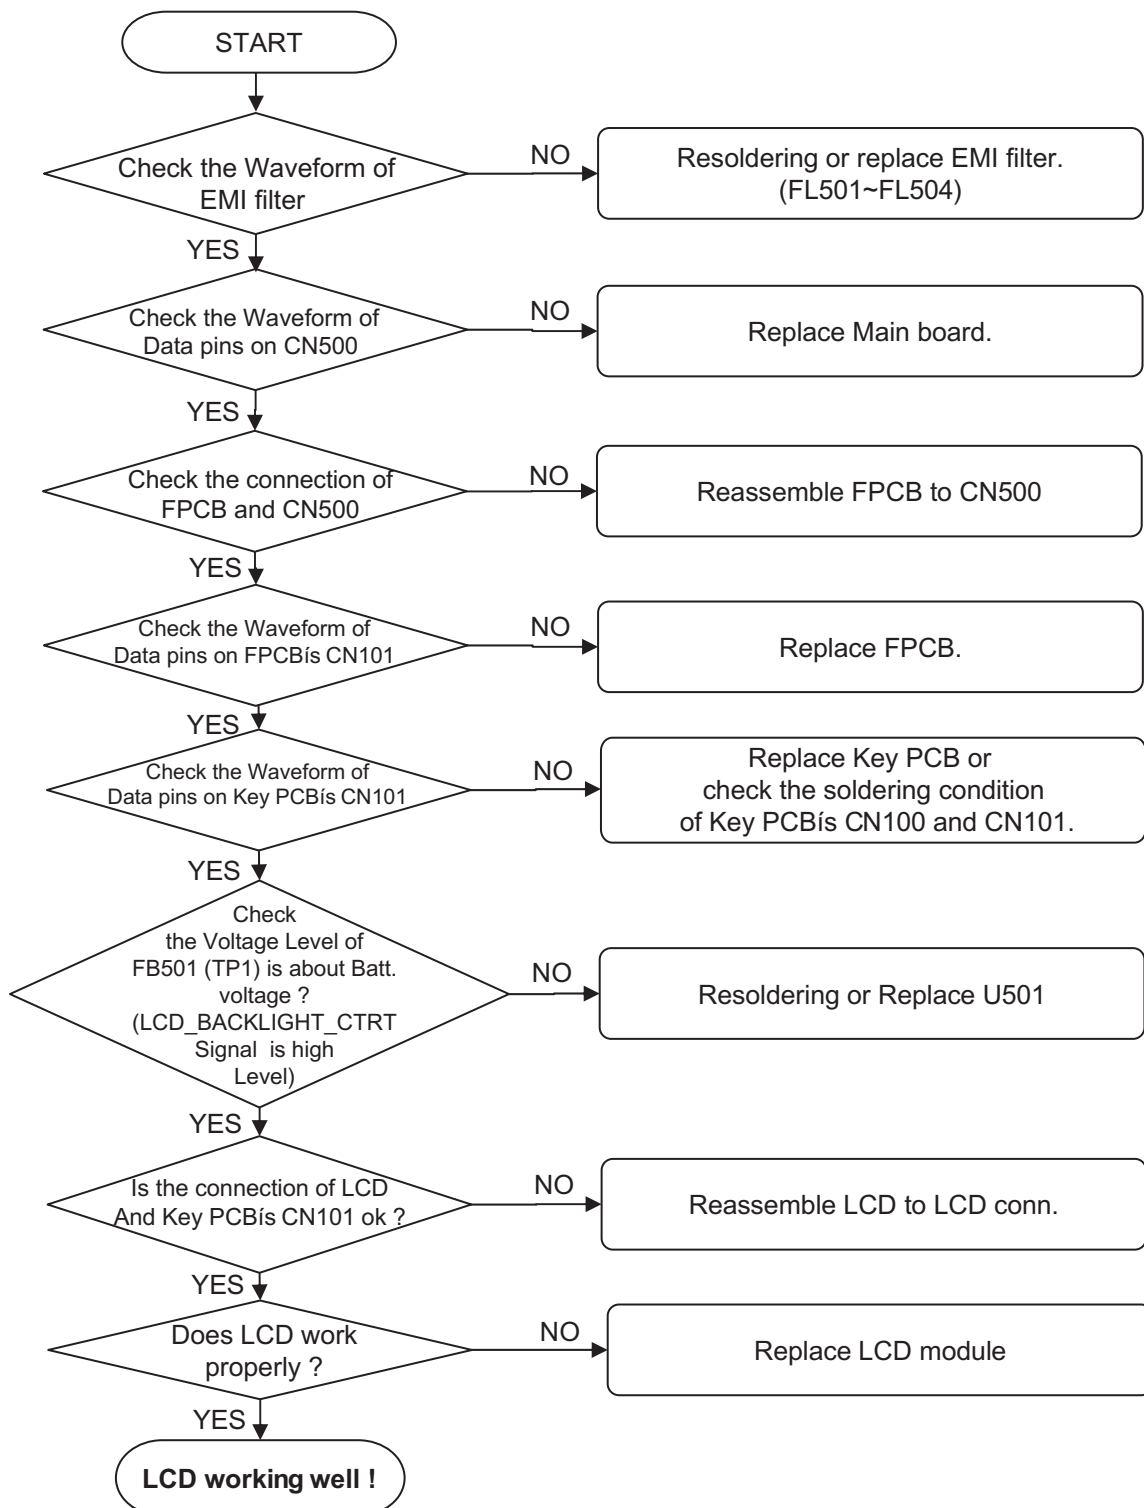 START
Check the Waveform of
EMI filter
NO
Resoldering or replace EMI filter.
(FL501~FL504)
YES
Check the Waveform of
Data pins on CN500
NO
Replace Main board.
YES
Check the connection of
FPCB and CN500
NO
Reassemble FPCB to CN500
YES
Check the Waveform of
Data pins on FPCBís CN101
NO
Replace FPCB.
YES
Check the Waveform of
Data pins on Key PCBís CN101
NO
Replace Key PCB or
check the soldering condition
of Key PCBís CN100 and CN101.
YES
Check
the Voltage Level of
FB501 (TP1) is about Batt.
voltage ?
(LCD_BACKLIGHT_CTRT
Signal is high
Level)
NO
Resoldering or Replace U501
YES
Is the connection of LCD
And Key PCBís CN101 ok ?
NO
Reassemble LCD to LCD conn.
YES
Does LCD work
properly ?
NO
Replace LCD module
YES
LCD working well !